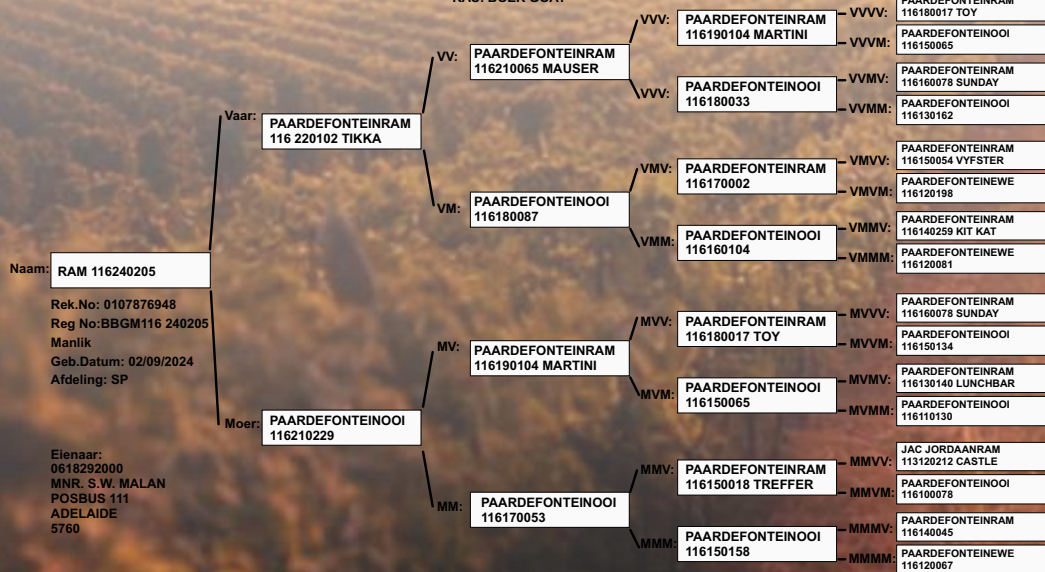 Naam:
RAM 116240205
Rek.No: 0107876948
Reg No:BBGM116 240205
Manlik
Geb.Datum: 02/09/2024
Afdeling: SP
Eienaar:
0618292000
MNR. S.W. MALAN
POSBUS 111
ADELAIDE
5760
Vaar:
PAARDEFONTEINRAM
116 220102 TIKKA
Moer:
PAARDEFONTEINOOI
116210229
VV:
PAARDEFONTEINRAM
116210065 MAUSER
VM:
PAARDEFONTEINOOI
116180087
MV:
PAARDEFONTEINRAM
116190104 MARTINI
MM:
PAARDEFONTEINOOI
116170053
VVV:
PAARDEFONTEINRAM
116190104 MARTINI
VVV:
PAARDEFONTEINOOI
116180033
VMV:
PAARDEFONTEINRAM
116170002
VMM:
PAARDEFONTEINOOI
116160104
MVV:
PAARDEFONTEINRAM
116180017 TOY
MVM:
PAARDEFONTEINOOI
116150065
MMV:
PAARDEFONTEINRAM
116150018 TREFFER
MMM:
PAARDEFONTEINOOI
116150158
VVVV:
PAARDEFONTEINRAM
116180017 TOY
VVVM:
PAARDEFONTEINOOI
116150065
VVMV:
PAARDEFONTEINRAM
116160078 SUNDAY
VVMM:
PAARDEFONTEINOOI
116130162
VMVV:
PAARDEFONTEINRAM
116150054 VYFSTER
VMVM:
PAARDEFONTEINEWE
116120198
VMMV:
PAARDEFONTEINRAM
116140259 KIT KAT
VMMM:
PAARDEFONTEINEWE
116120081
MVVV:
PAARDEFONTEINRAM
116160078 SUNDAY
MVVM:
PAARDEFONTEINOOI
116150134
MVMV:
PAARDEFONTEINRAM
116130140 LUNCHBAR
MVMM:
PAARDEFONTEINOOI
116110130
MMVV:
JAC JORDAANRAM
113120212 CASTLE
MMVM:
PAARDEFONTEINOOI
116100078
MMMV:
PAARDEFONTEINRAM
116140045
MMMM:
PAARDEFONTEINEWE
116120067